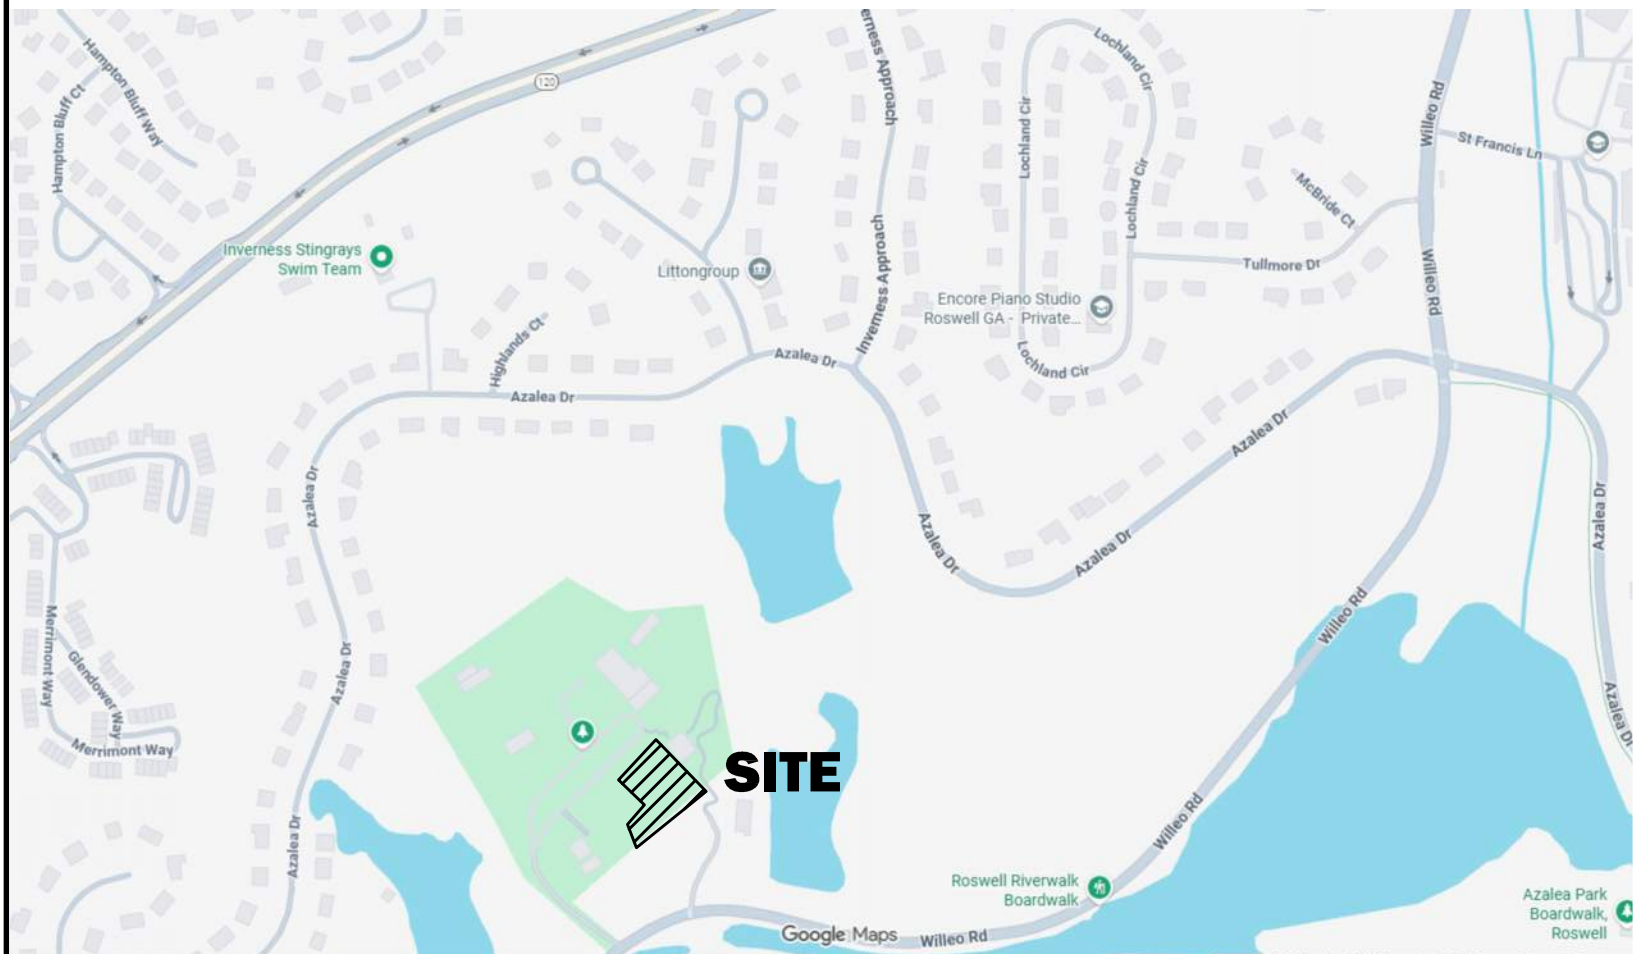 erness Approach
Hampton Bluff Way
Hampton Bluff Ct
120
Lochland Cir
Lochland Cir
Inverness Approach
Lochland Cir
Willeo Rd
St Francis Ln
McBride Ct
Tullmore Dr
Willeo Rd
Inverness Stingrays
Swim Team
Littongroup
Encore Piano Studio
Roswell GA - Private...
Lochland Cir
Highlands Ct
Azalea Dr
Azalea Dr
Azalea Dr
Azalea Dr
Azalea Dr
Azalea Dr
Azalea Dr
Willeo Rd
Merrimont Way
Glendower Way
Merrimont Way
Azalea Dr
Azalea Dr
SITE
Azalea Dr
Willeo Rd
Roswell Riverwalk
Boardwalk
Azalea Park
Boardwalk,
Roswell
Google Maps
Willeo Rd